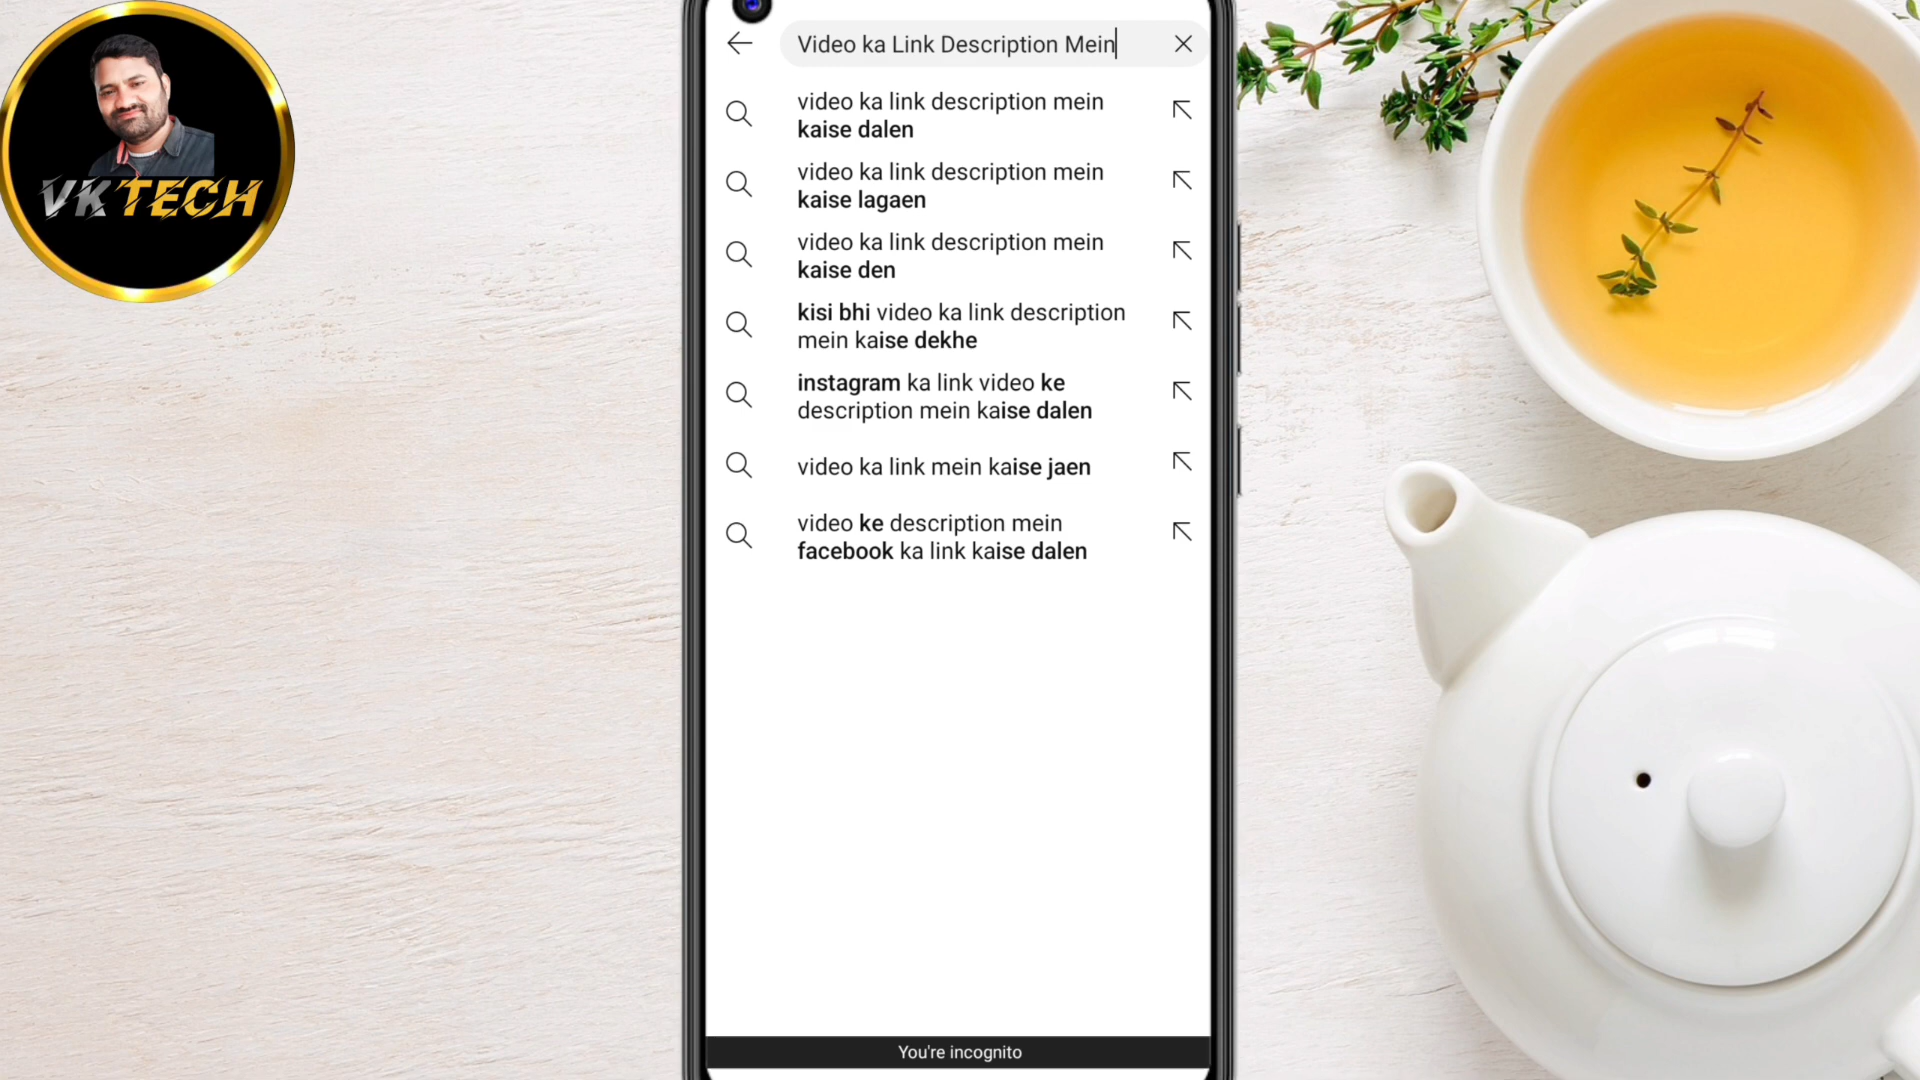 VKTECH
Video ka Link Description Mein
video ka link description mein
kaise dalen
video ka link description mein
kaise lagaen
video ka link description mein
kaise den
kisi bhi video ka link description
mein kaise dekhe
instagram ka link video ke
description mein kaise dalen
video ka link mein kaise jaen
video ke description mein
facebook ka link kaise dalen
You're incognito